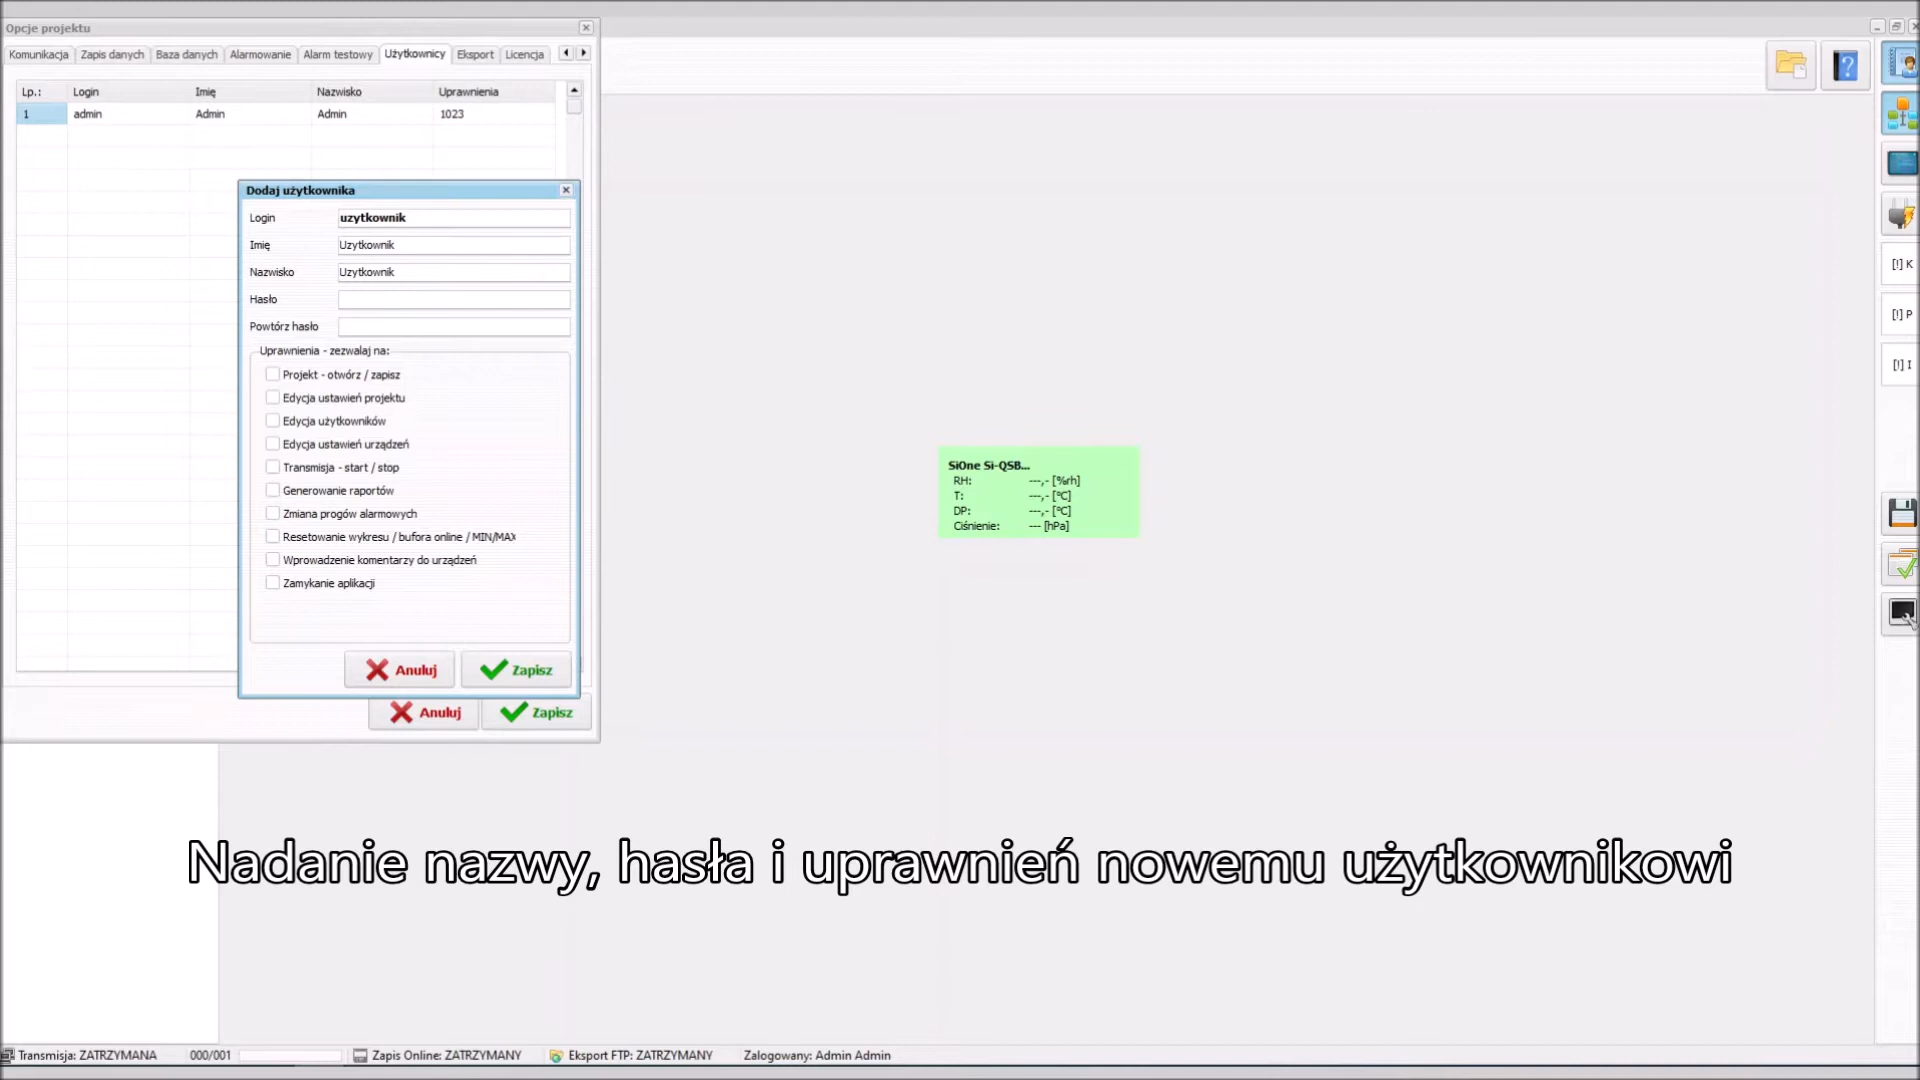 Opcje projektu
Komunikacja Zapis danych Baza danych Alarmowanie Alarm testowy Użytkownicy Eksport Licencja
Lp.: Login Imię Nazwisko Uprawnienia
1 admin Admin Admin 1023
Dodaj użytkownika
Login uzytkownik
Imię Uzytkownik
Nazwisko Uzytkownik
Hasło
Powtórz hasło
Uprawnienia - zezwalaj na:
Projekt - otwórz / zapisz
Edycja ustawień projektu
Edycja użytkowników
Edycja ustawień urządzeń
Transmisja - start / stop
Generowanie raportów
Zmiana progów alarmowych
Resetowanie wykresu / bufora online / MIN/MAX
Wprowadzenie komentarzy do urządzeń
Zamykanie aplikacji
Anuluj Zapisz
Anuluj Zapisz
SiOne Si-QSB...
RH: ---,- [%rh]
T: ---,- [°C]
DP: ---,- [°C]
Ciśnienie: --- [hPa]
[!] K
[!] P
[!] I
Nadanie nazwy, hasła i uprawnień nowemu użytkownikowi
Transmisja: ZATRZYMANA 000/001 Zapis Online: ZATRZYMANY Eksport FTP: ZATRZYMANY Zalogowany: Admin Admin